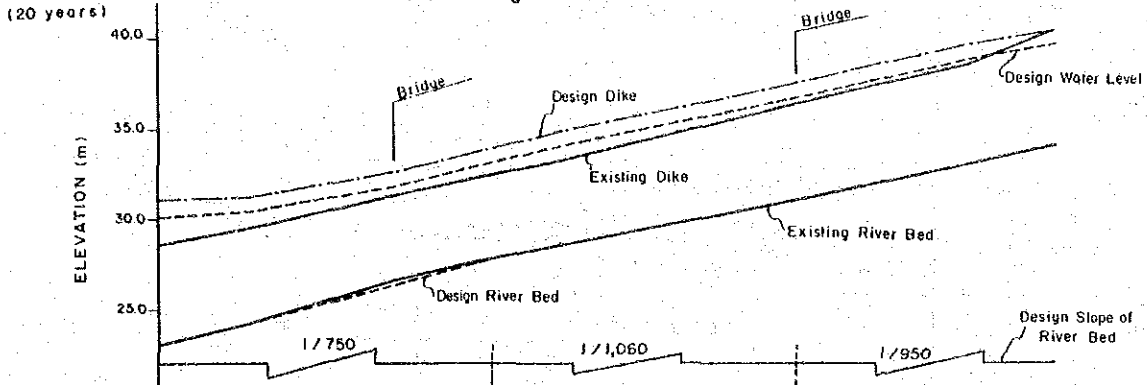 (20 years)
40.0
Bridge
Design Water Level
Bridge
Design Dike
35.0
ELEVATION (m)
Existing Dike
30.0
Existing River Bed
Design River Bed
25.0
Design Slope of
River Bed
1/750
1/1,060
1/950